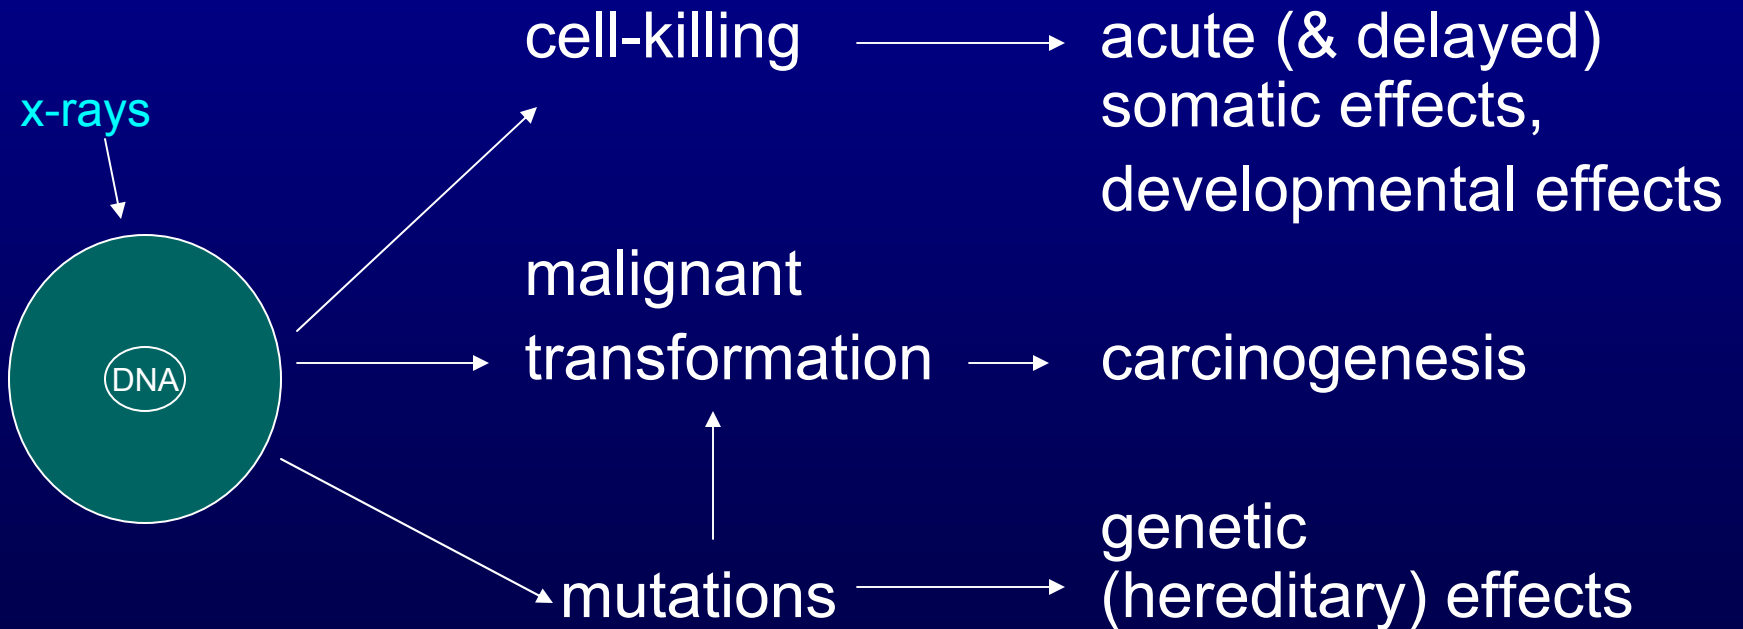 x-rays
DNA
cell-killing
acute (& delayed)
somatic effects,
developmental effects
malignant
transformation
carcinogenesis
mutations
genetic
(hereditary) effects